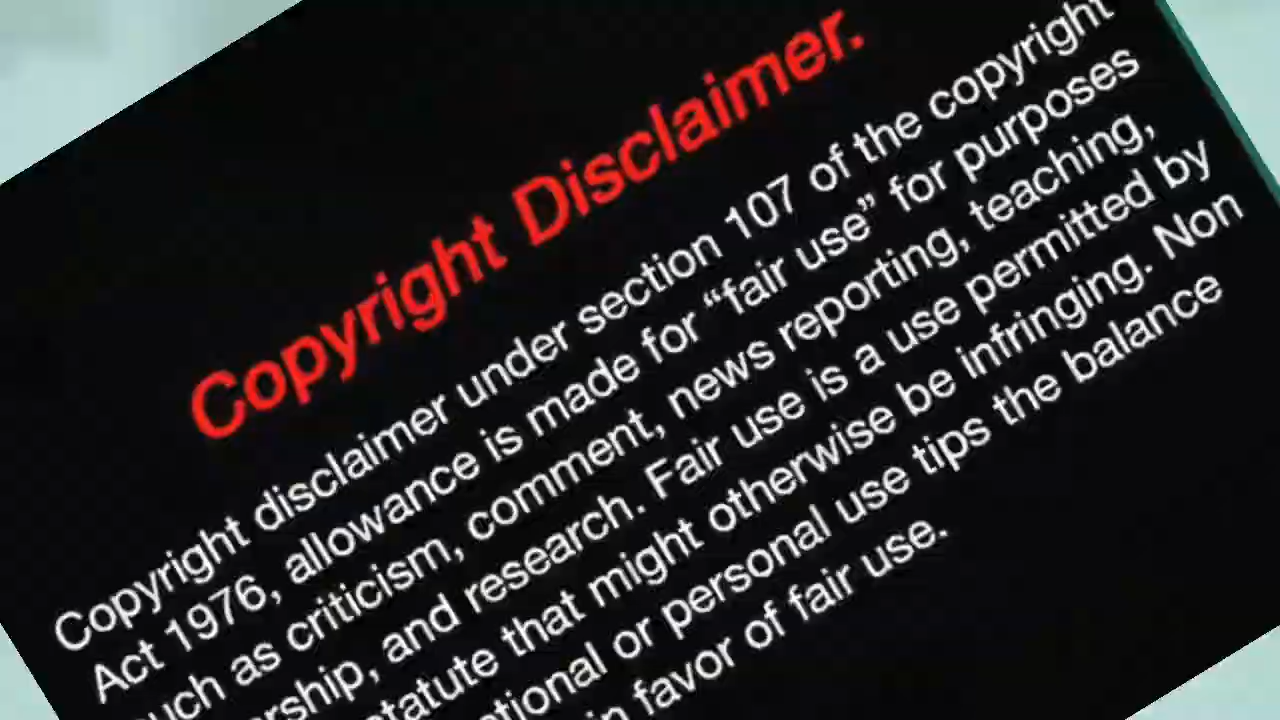 Copyright Disclaimer.
Copyright disclaimer under section 107 of the copyright
Act 1976, allowance is made for “fair use” for purposes
such as criticism, comment, news reporting, teaching,
and research. Fair use is a use permitted by
statute that might otherwise be infringing. Non
or personal use tips the balance
in favor of fair use.